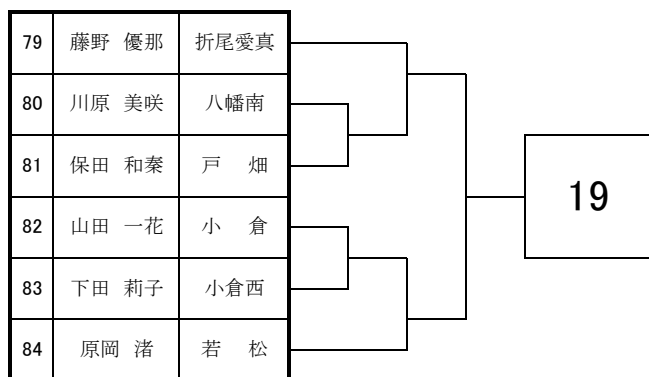 79 藤野 優那 折尾愛真
80 川原 美咲 八幡南
81 保田 和奏 戸 畑
82 山田 一花 小 倉
83 下田 莉子 小倉西
84 原岡 渚 若 松
19